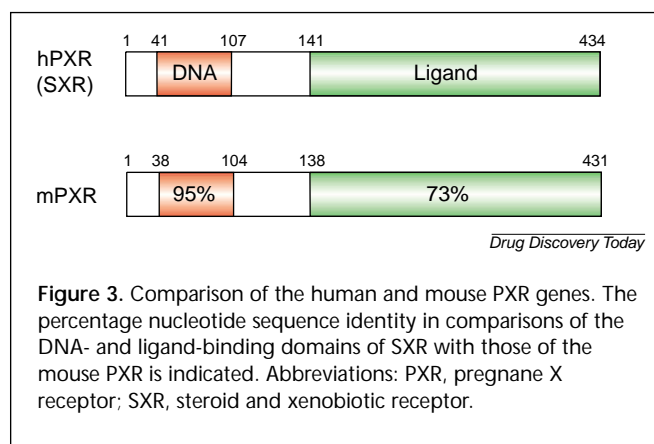 1 41 107 141 434
hPXR
(SXR)
DNA Ligand
1 38 104 138 431
mPXR 95% 73%
Drug Discovery Today
Figure 3. Comparison of the human and mouse PXR genes. The
percentage nucleotide sequence identity in comparisons of the
DNA- and ligand-binding domains of SXR with those of the
mouse PXR is indicated. Abbreviations: PXR, pregnane X
receptor; SXR, steroid and xenobiotic receptor.